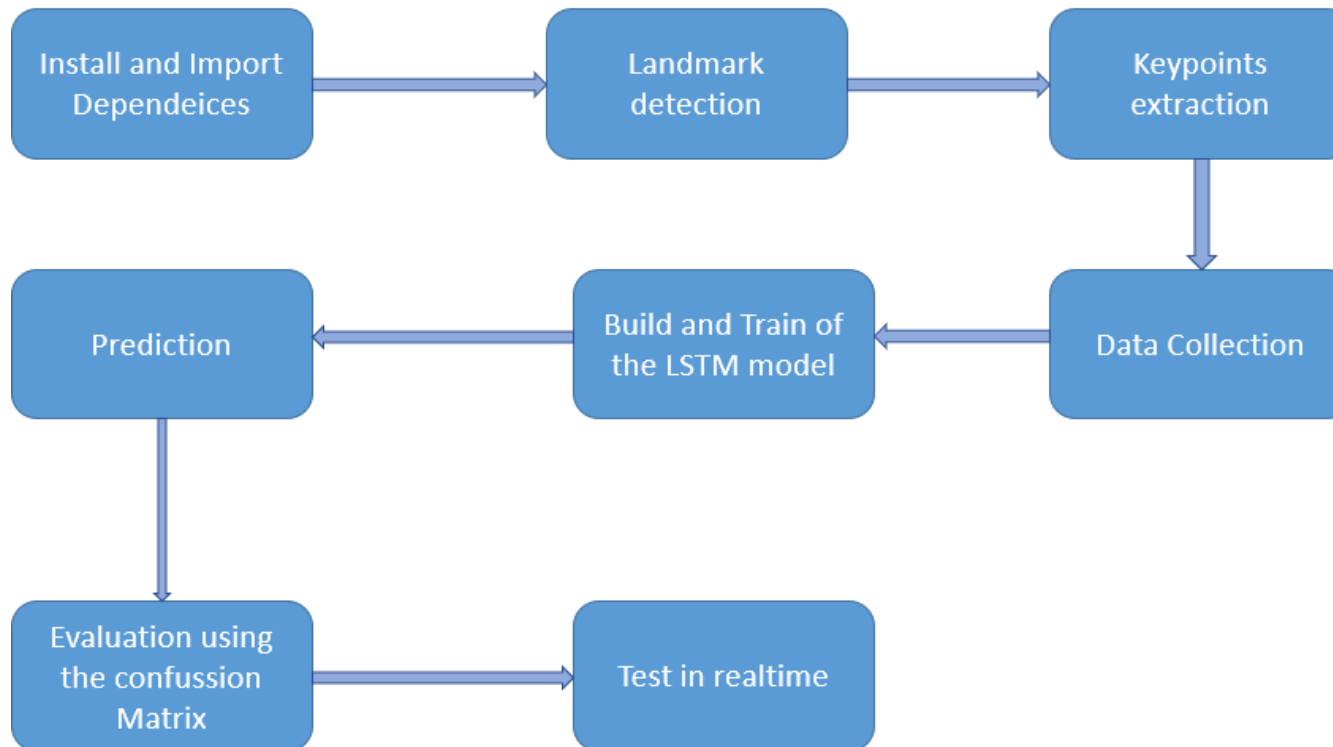 Install and Import
Dependeices
Landmark
detection
Keypoints
extraction
Data Collection
Build and Train of
the LSTM model
Prediction
Evaluation using
the confussion
Matrix
Test in realtime